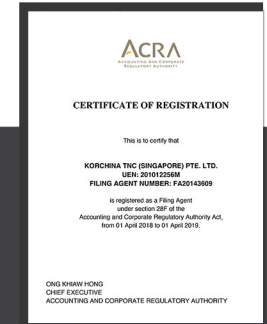 ACRA
ACCOUNTING AND CORPORATE
REGULATORY AUTHORITY
CERTIFICATE OF REGISTRATION
This is to certify that
KORCHINA TNC (SINGAPORE) PTE. LTD.
UEN: 201012256M
FILING AGENT NUMBER: FA20143609
is registered as a Filing Agent
under section 28F of the
Accounting and Corporate Regulatory Authority Act,
from 01 April 2018 to 01 April 2019.
ONG KHIAW HONG
CHIEF EXECUTIVE
ACCOUNTING AND CORPORATE REGULATORY AUTHORITY